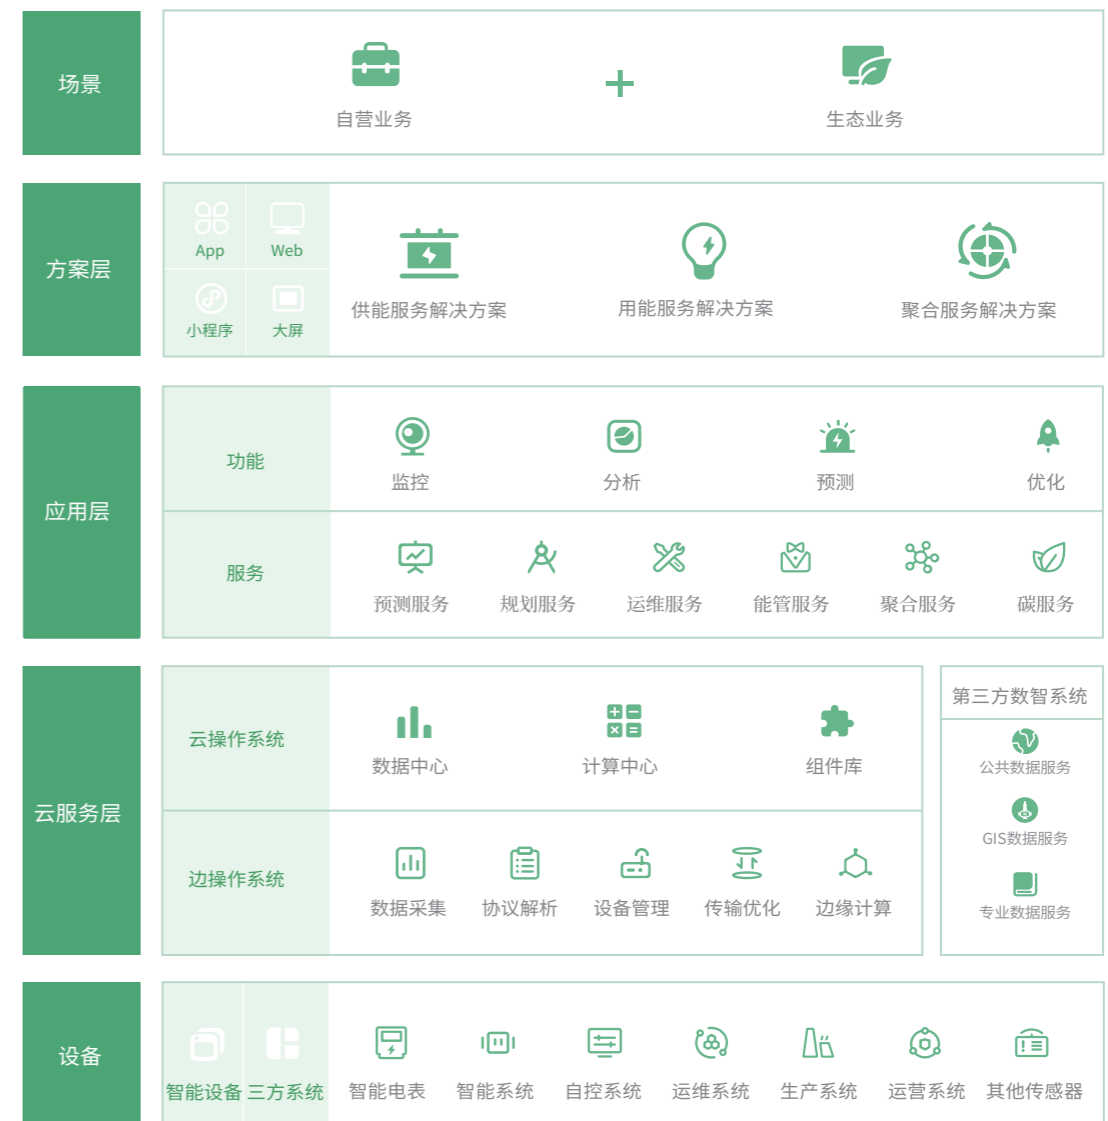 场景
自营业务
生态业务
方案层
App
Web
小程序
大屏
供能服务解决方案
用能服务解决方案
聚合服务解决方案
应用层
功能
监控
分析
预测
优化
服务
预测服务
规划服务
运维服务
能管服务
聚合服务
碳服务
云服务层
云操作系统
数据中心
计算中心
组件库
边操作系统
数据采集
协议解析
设备管理
传输优化
边缘计算
第三方数智系统
公共数据服务
GIS数据服务
专业数据服务
设备
智能设备
三方系统
智能电表
智能系统
自控系统
运维系统
生产系统
运营系统
其他传感器